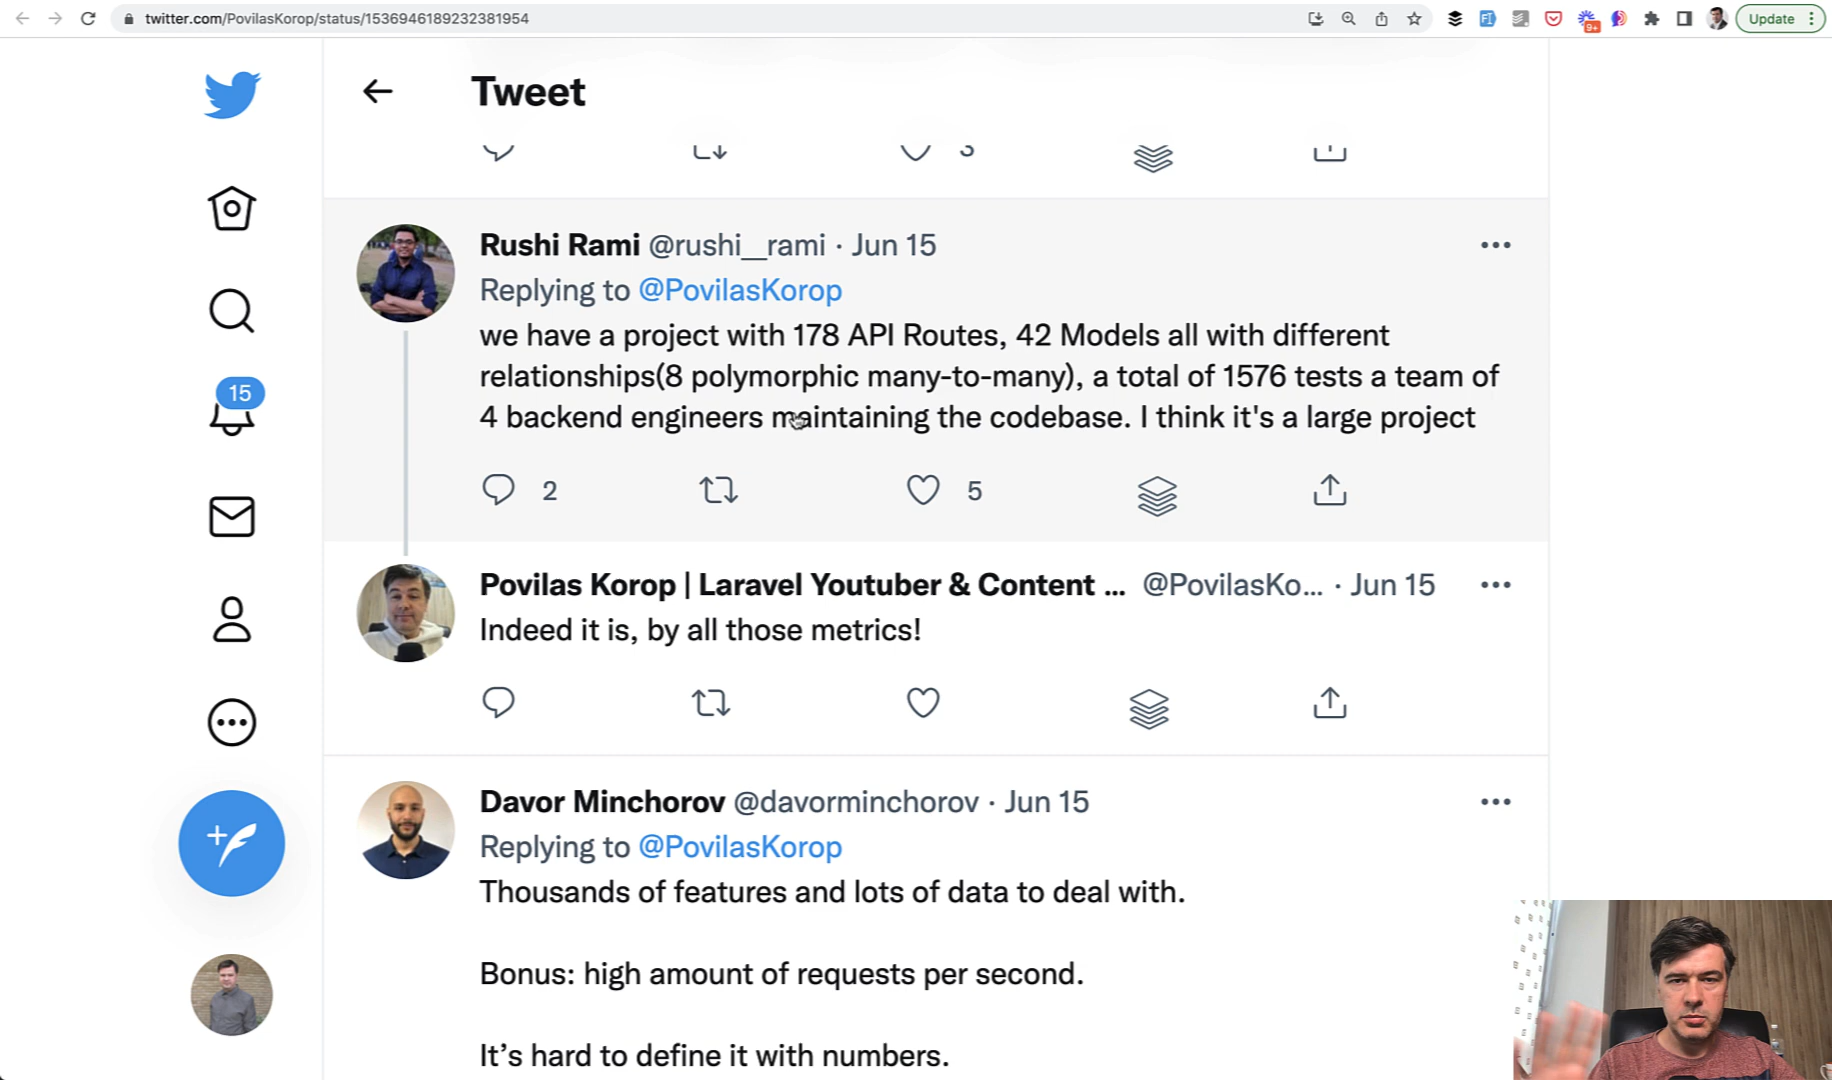 twitter.com/PovilasKorop/status/1536946189232381954
9+
Update
Tweet
3
Rushi Rami @rushi__rami · Jun 15
Replying to @PovilasKorop
we have a project with 178 API Routes, 42 Models all with different
relationships(8 polymorphic many-to-many), a total of 1576 tests a team of
4 backend engineers maintaining the codebase. I think it's a large project
2
5
15
Povilas Korop | Laravel Youtuber & Content ... @PovilasKo... · Jun 15
Indeed it is, by all those metrics!
Davor Minchorov @davorminchorov · Jun 15
Replying to @PovilasKorop
Thousands of features and lots of data to deal with.
Bonus: high amount of requests per second.
It’s hard to define it with numbers.